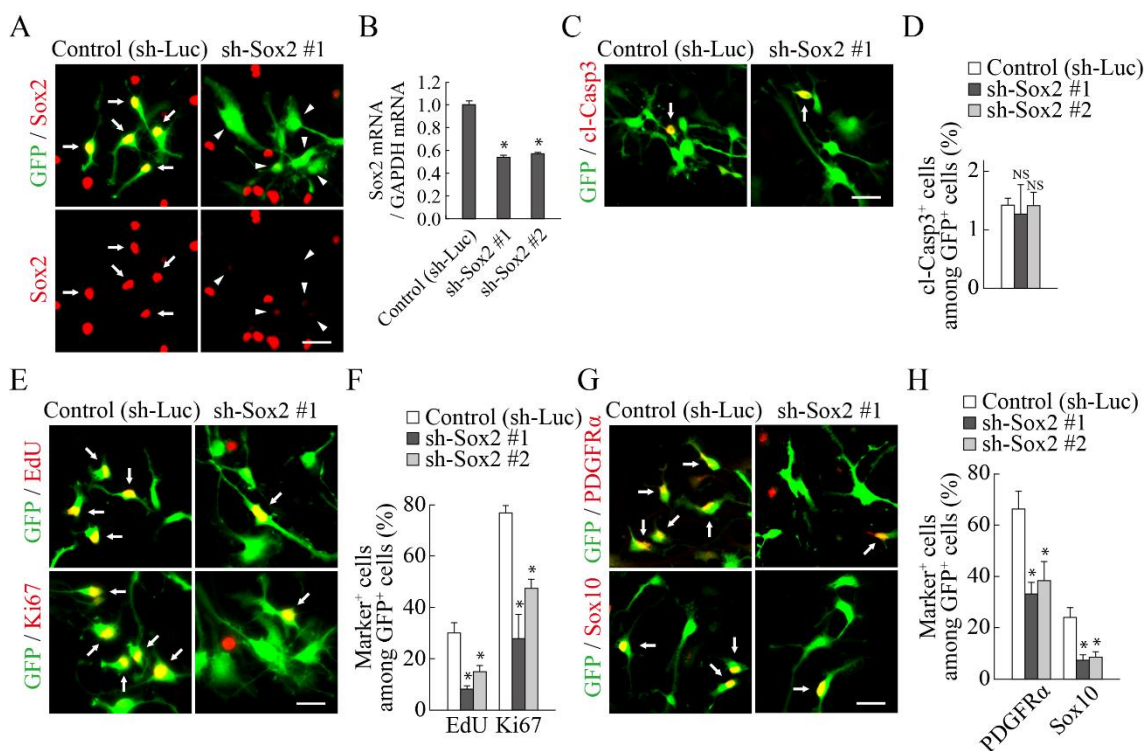 A
Control (sh-Luc) sh-Sox2 #1
GFP / Sox2
Sox2
B
Sox2 mRNA
/ GAPDH mRNA
1.2
1.0
0.8
0.6
0.4
0.2
0.0
* *
Control (sh-Luc)
sh-Sox2 #1
sh-Sox2 #2
C
Control (sh-Luc) sh-Sox2 #1
GFP / cl-Casp3
D
Control (sh-Luc)
sh-Sox2 #1
sh-Sox2 #2
cl-Casp3+ cells
among GFP+ cells (%)
2
1
0
NS NS
E
Control (sh-Luc) sh-Sox2 #1
GFP / EdU
GFP / Ki67
F
Control (sh-Luc)
sh-Sox2 #1
sh-Sox2 #2
Marker+ cells
among GFP+ cells (%)
80
60
40
20
0
* * * *
EdU Ki67
G
Control (sh-Luc) sh-Sox2 #1
GFP / PDGFRα
GFP / Sox10
H
Control (sh-Luc)
sh-Sox2 #1
sh-Sox2 #2
Marker+ cells
among GFP+ cells (%)
80
60
40
20
0
* * * *
PDGFRα
Sox10